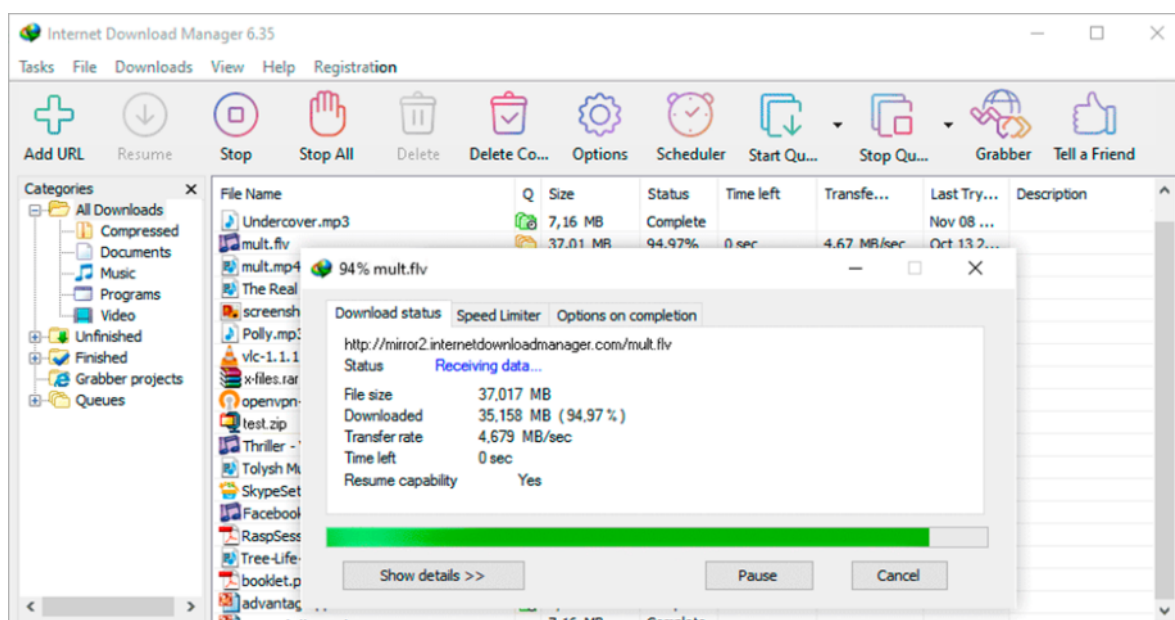 Internet Download Manager 6.35
Tasks File Downloads View Help Registration
Add URL Resume Stop Stop All Delete Delete Co... Options Scheduler Start Qu... Stop Qu... Grabber Tell a Friend
Categories
All Downloads
Compressed
Documents
Music
Programs
Video
Unfinished
Finished
Grabber projects
Queues
File Name Q Size Status Time left Transfe... Last Try... Description
Undercover.mp3 7,16 MB Complete Nov 08 ...
mult.flv 37,01 MB 94,97% 0 sec 4,67 MB/sec Oct 13 2...
mult.mp4
The Real
screensh
Polly.mp3
vlc-1.1.1
x-files.rar
openvpn-
test.zip
Thriller -
Tolysh Mu
SkypeSet
Facebook
RaspSess
Tree-Life-
booklet.p
advantag
94% mult.flv
Download status Speed Limiter Options on completion
http://mirror2.internetdownloadmanager.com/mult.flv
Status Receiving data...
File size 37,017 MB
Downloaded 35,158 MB ( 94,97 % )
Transfer rate 4,679 MB/sec
Time left 0 sec
Resume capability Yes
Show details >> Pause Cancel